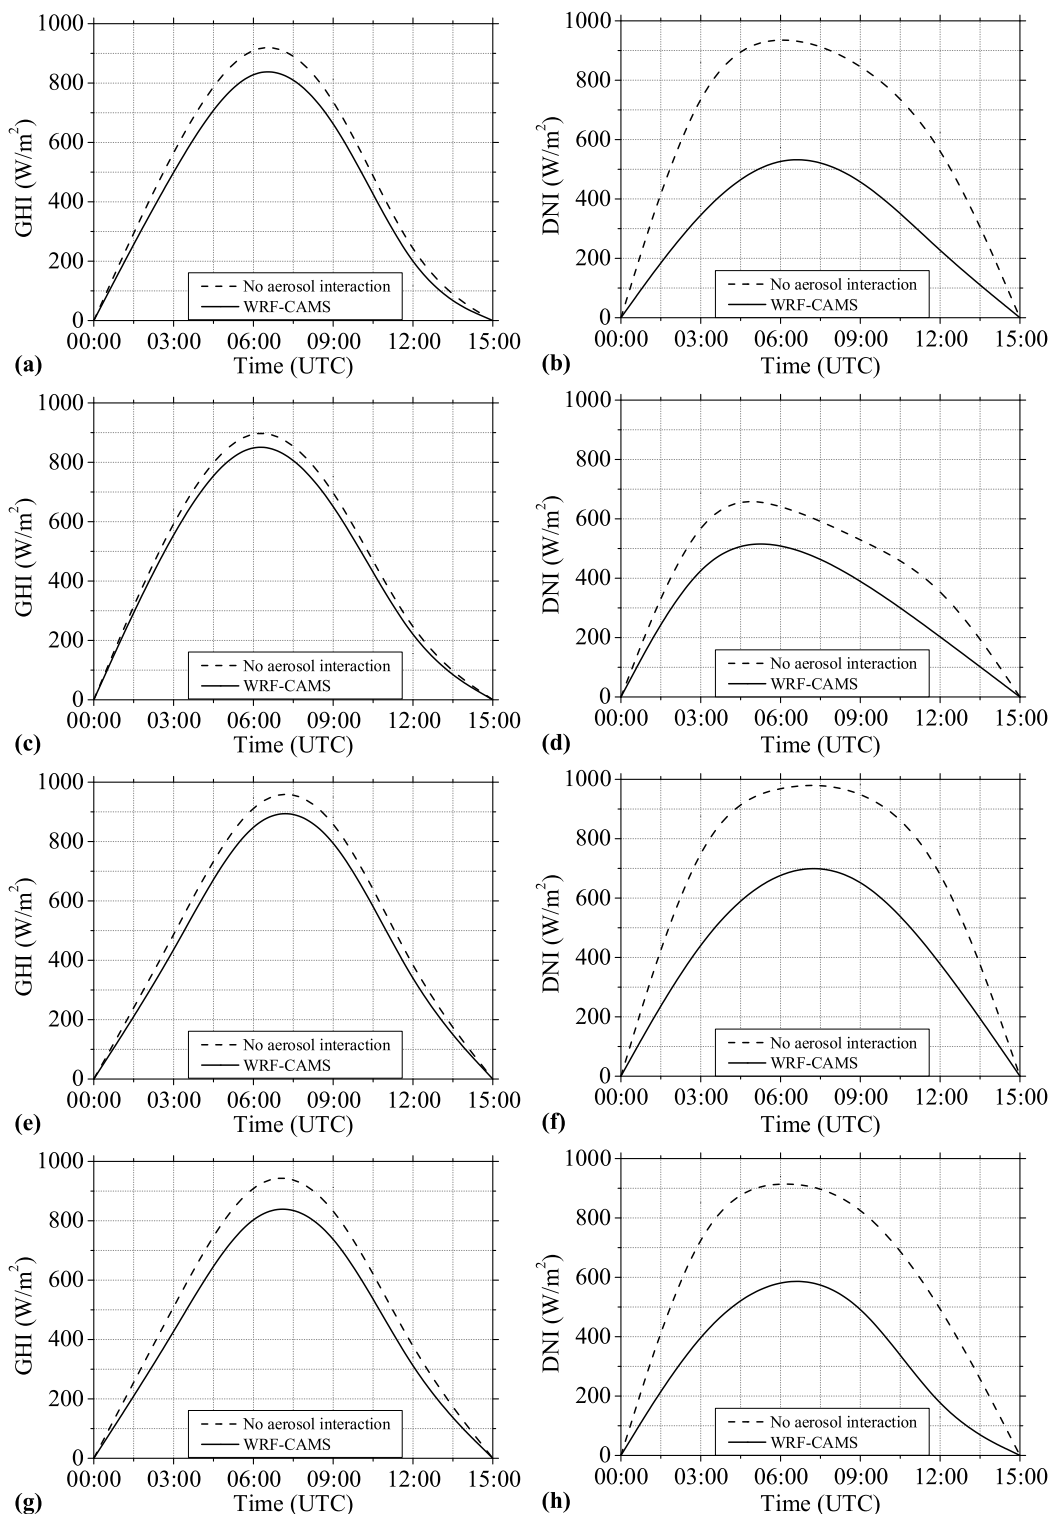 1000
800
600
400
200
0
GHI (W/m²)
No aerosol interaction
WRF-CAMS
00:00 03:00 06:00 09:00 12:00 15:00
Time (UTC)
(a)
1000
800
600
400
200
0
DNI (W/m²)
No aerosol interaction
WRF-CAMS
00:00 03:00 06:00 09:00 12:00 15:00
Time (UTC)
(b)
1000
800
600
400
200
0
GHI (W/m²)
No aerosol interaction
WRF-CAMS
00:00 03:00 06:00 09:00 12:00 15:00
Time (UTC)
(c)
1000
800
600
400
200
0
DNI (W/m²)
No aerosol interaction
WRF-CAMS
00:00 03:00 06:00 09:00 12:00 15:00
Time (UTC)
(d)
1000
800
600
400
200
0
GHI (W/m²)
No aerosol interaction
WRF-CAMS
00:00 03:00 06:00 09:00 12:00 15:00
Time (UTC)
(e)
1000
800
600
400
200
0
DNI (W/m²)
No aerosol interaction
WRF-CAMS
00:00 03:00 06:00 09:00 12:00 15:00
Time (UTC)
(f)
1000
800
600
400
200
0
GHI (W/m²)
No aerosol interaction
WRF-CAMS
00:00 03:00 06:00 09:00 12:00 15:00
Time (UTC)
(g)
1000
800
600
400
200
0
DNI (W/m²)
No aerosol interaction
WRF-CAMS
00:00 03:00 06:00 09:00 12:00 15:00
Time (UTC)
(h)